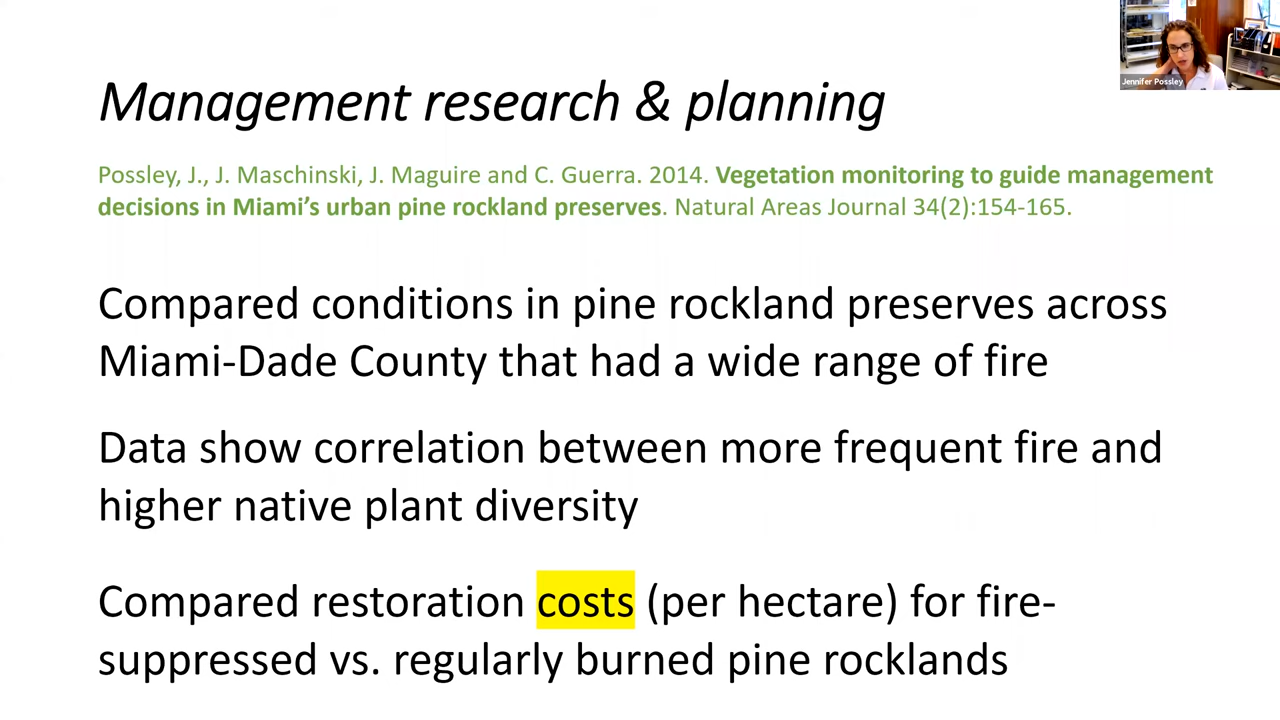 Jennifer Possley
Management research & planning
Possley, J., J. Maschinski, J. Maguire and C. Guerra. 2014. Vegetation monitoring to guide management
decisions in Miami’s urban pine rockland preserves. Natural Areas Journal 34(2):154-165.
Compared conditions in pine rockland preserves across
Miami-Dade County that had a wide range of fire
Data show correlation between more frequent fire and
higher native plant diversity
Compared restoration costs (per hectare) for fire-
suppressed vs. regularly burned pine rocklands